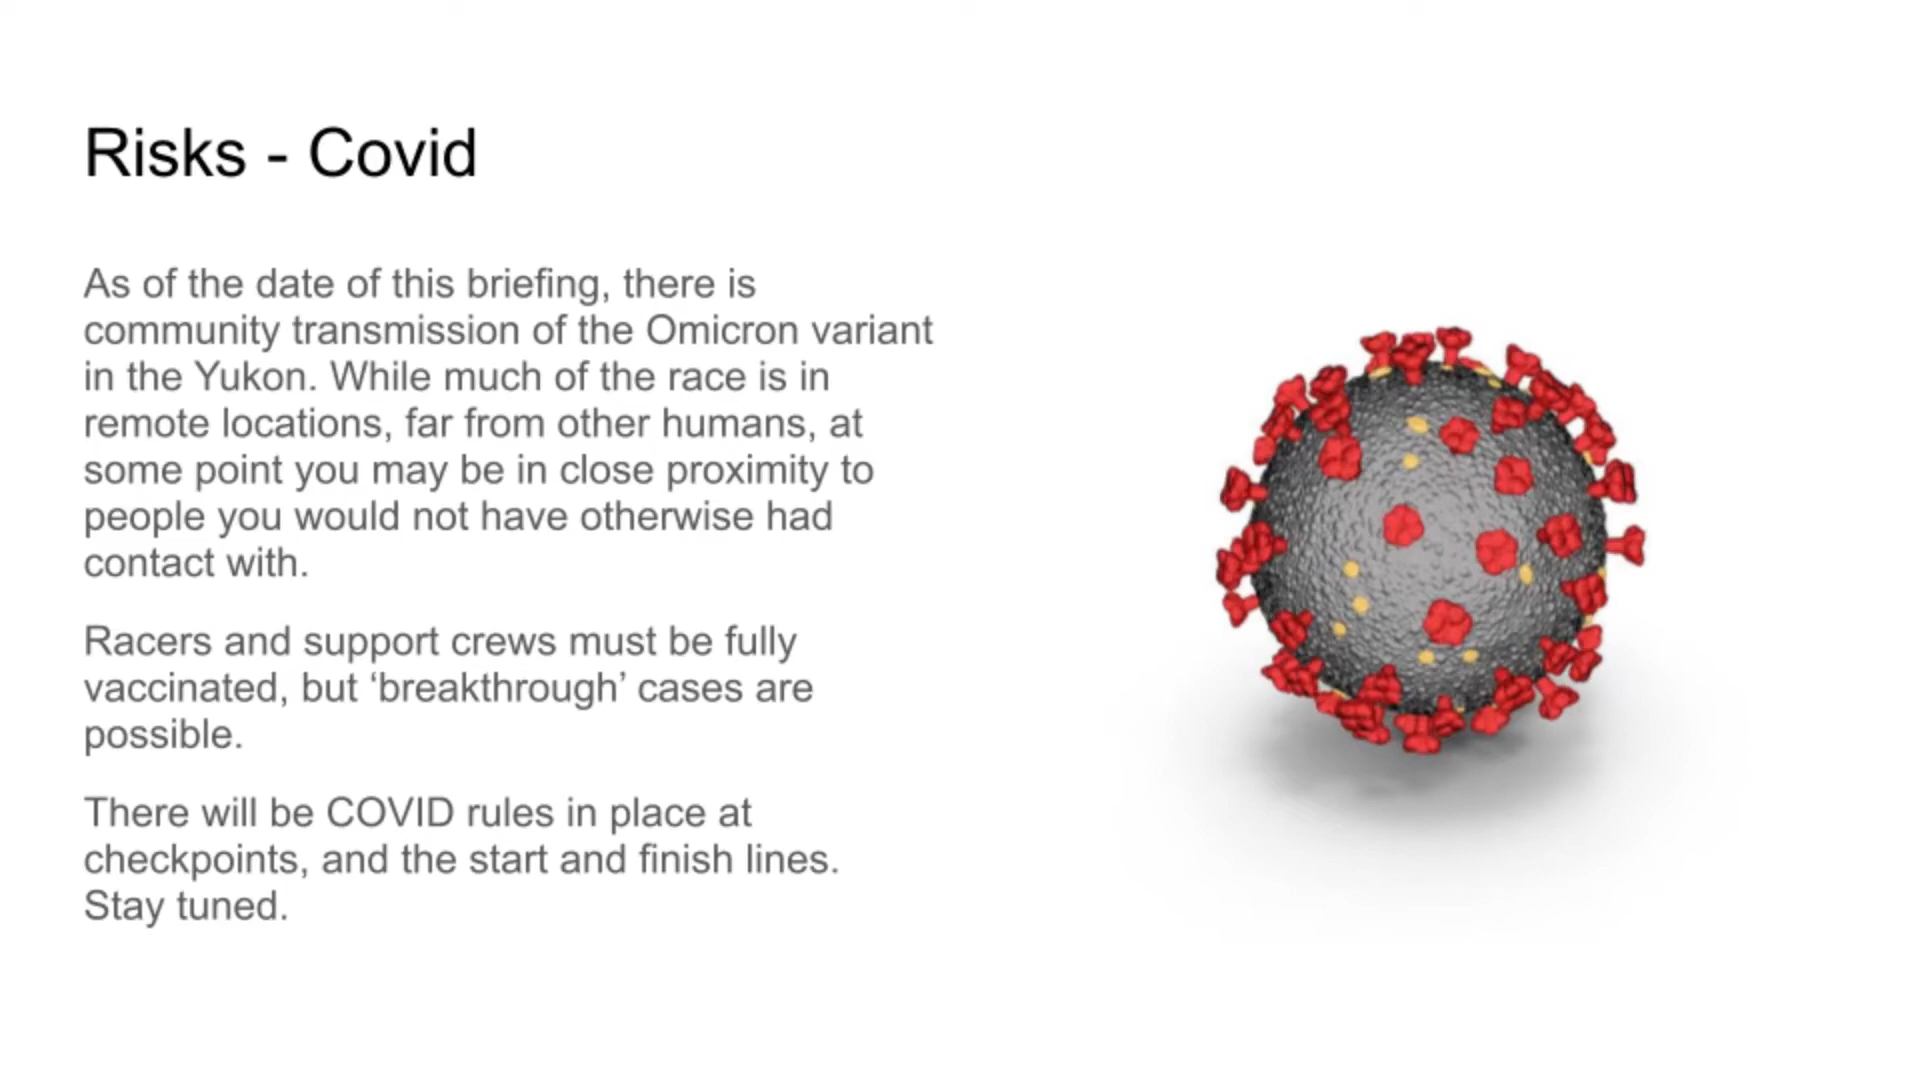 Risks - Covid
As of the date of this briefing, there is
community transmission of the Omicron variant
in the Yukon. While much of the race is in
remote locations, far from other humans, at
some point you may be in close proximity to
people you would not have otherwise had
contact with.
Racers and support crews must be fully
vaccinated, but ‘breakthrough’ cases are
possible.
There will be COVID rules in place at
checkpoints, and the start and finish lines.
Stay tuned.